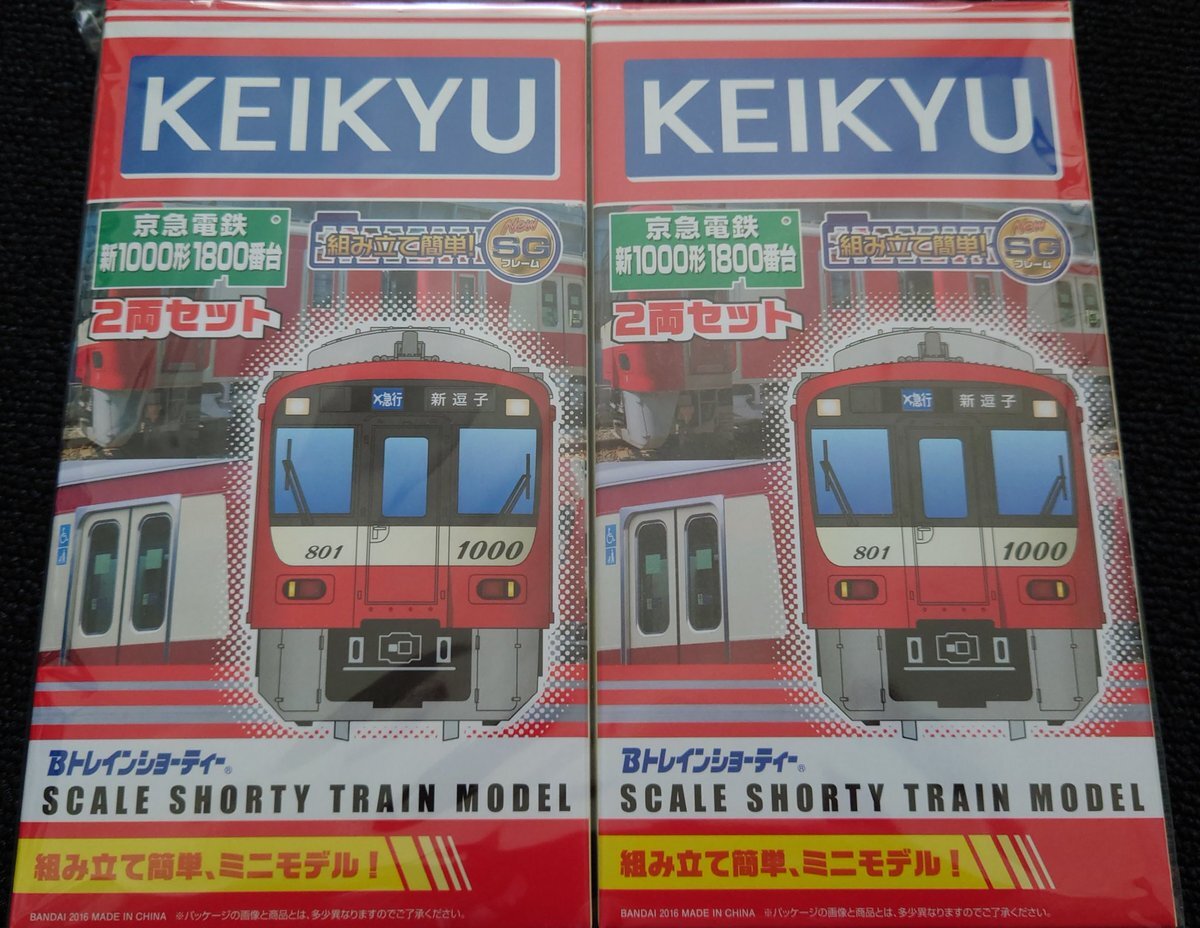 KEIKYU
京急電鉄
新1000形1800番台
組み立て簡単!
New
SG
フレーム
2両セット
急行
新逗子
801
1000
Bトレインショーティー®
SCALE SHORTY TRAIN MODEL
組み立て簡単、ミニモデル!
BANDAI 2016 MADE IN CHINA ※パッケージの画像と商品とは、多少異なりますのでご了承ください。
KEIKYU
京急電鉄
新1000形1800番台
組み立て簡単!
New
SG
フレーム
2両セット
急行
新逗子
801
1000
Bトレインショーティー®
SCALE SHORTY TRAIN MODEL
組み立て簡単、ミニモデル!
BANDAI 2016 MADE IN CHINA ※パッケージの画像と商品とは、多少異なりますのでご了承ください。